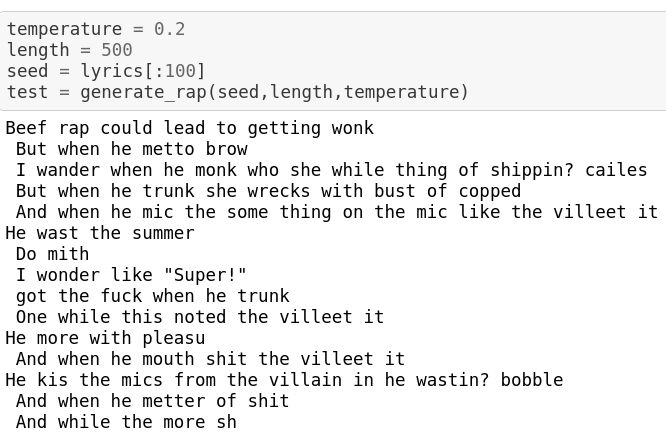 temperature = 0.2
length = 500
seed = lyrics[:100]
test = generate_rap(seed,length,temperature)
Beef rap could lead to getting wonk
But when he metto brow
I wander when he monk who she while thing of shippin? cailes
But when he trunk she wrecks with bust of copped
And when he mic the some thing on the mic like the villeet it
He wast the summer
Do mith
I wonder like "Super!"
got the fuck when he trunk
One while this noted the villeet it
He more with pleasu
And when he mouth shit the villeet it
He kis the mics from the villain in he wastin? bobble
And when he metter of shit
And while the more sh